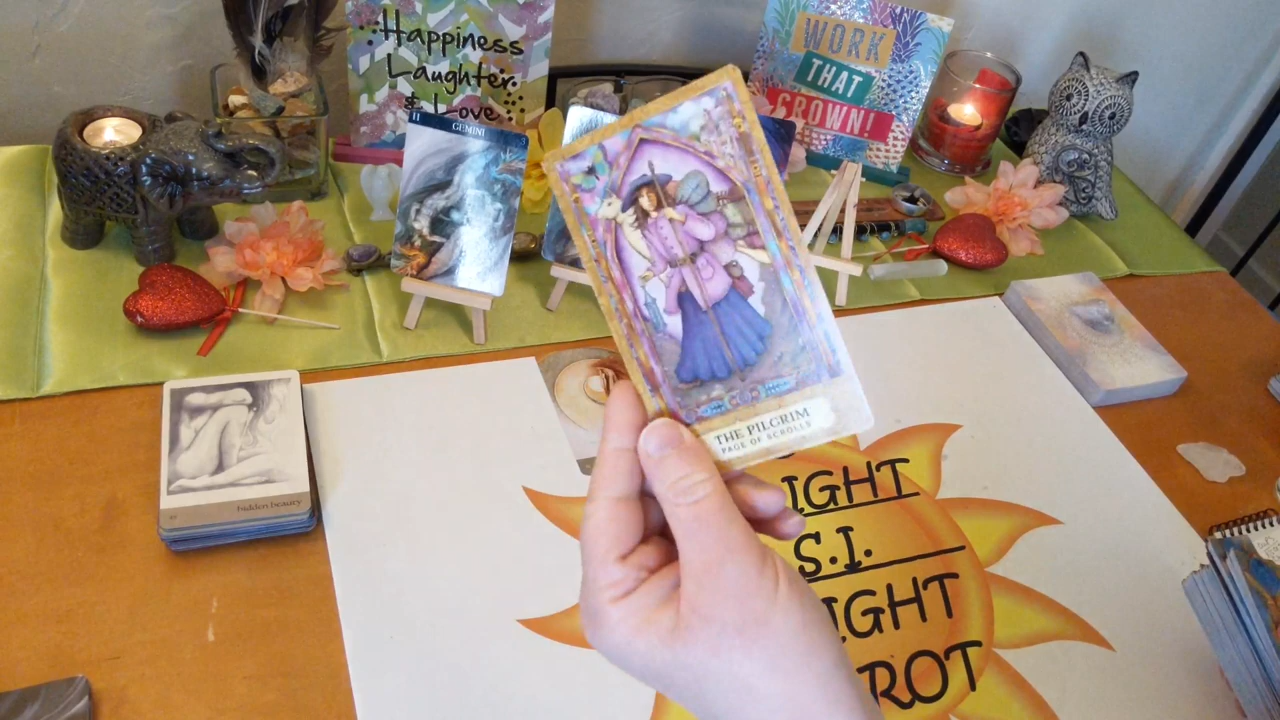 Happiness
Laughter
& Love
WORK
THAT
CROWN!
II GEMINI
THE PILGRIM
PAGE OF SCROLLS
hidden beauty
IGHT
S.I.
IGHT
ROT